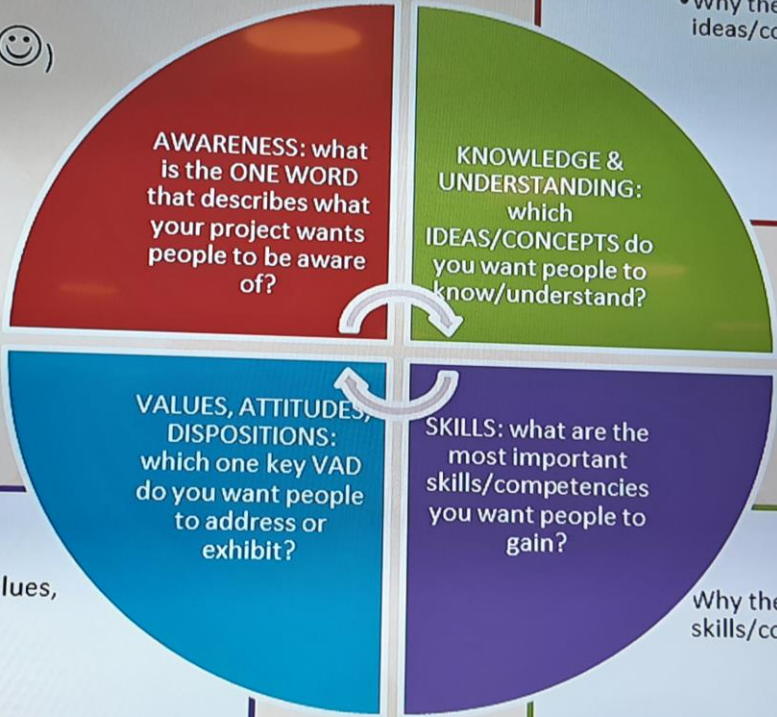 Why the
ideas/co
)
AWARENESS: what
is the ONE WORD
that describes what
your project wants
people to be aware
of?
KNOWLEDGE &
UNDERSTANDING:
which
IDEAS/CONCEPTS do
you want people to
know/understand?
VALUES, ATTITUDES,
DISPOSITIONS:
which one key VAD
do you want people
to address or
exhibit?
SKILLS: what are the
most important
skills/competencies
you want people to
gain?
lues,
Why the
skills/co